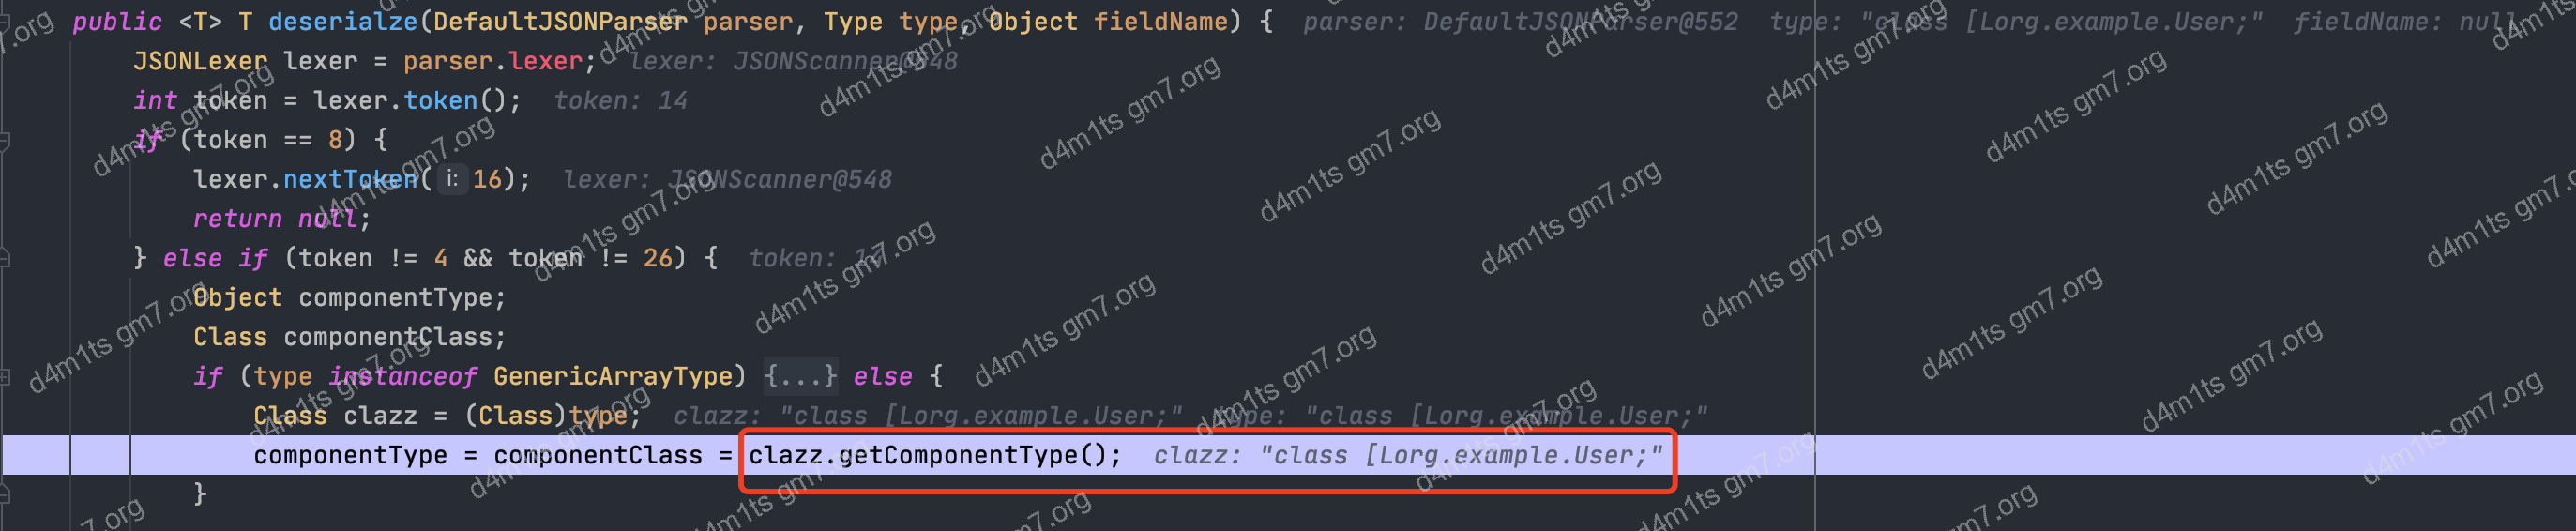 public <T> T deserialze(DefaultJSONParser parser, Type type, Object fieldName) {   parser: DefaultJSONParser@552   type: "class [Lorg.example.User;"   fieldName: null
JSONLexer lexer = parser.lexer;   lexer: JSONScanner@548
int token = lexer.token();   token: 14
if (token == 8) {
lexer.nextToken( i: 16);   lexer: JSONScanner@548
return null;
} else if (token != 4 && token != 26) {   token: 14
Object componentType;
Class componentClass;
if (type instanceof GenericArrayType) {...} else {
Class clazz = (Class)type;   clazz: "class [Lorg.example.User;"   type: "class [Lorg.example.User;"
componentType = componentClass = clazz.getComponentType();   clazz: "class [Lorg.example.User;"
}
d4m1ts gm7.org